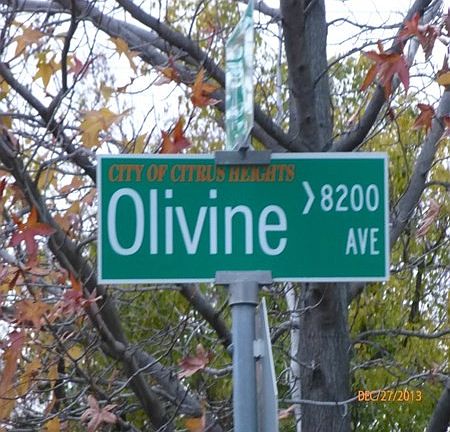 CITY OF CITRUS HEIGHTS
Olivine
>8200
AVE
DEC/27/2013